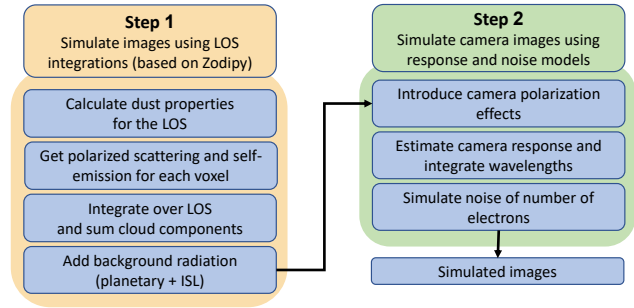 Step 1
Simulate images using LOS
integrations (based on Zodipy)
Calculate dust properties
for the LOS
Get polarized scattering and self-
emission for each voxel
Integrate over LOS
and sum cloud components
Add background radiation
(planetary + ISL)
Step 2
Simulate camera images using
response and noise models
Introduce camera polarization
effects
Estimate camera response and
integrate wavelengths
Simulate noise of number of
electrons
Simulated images